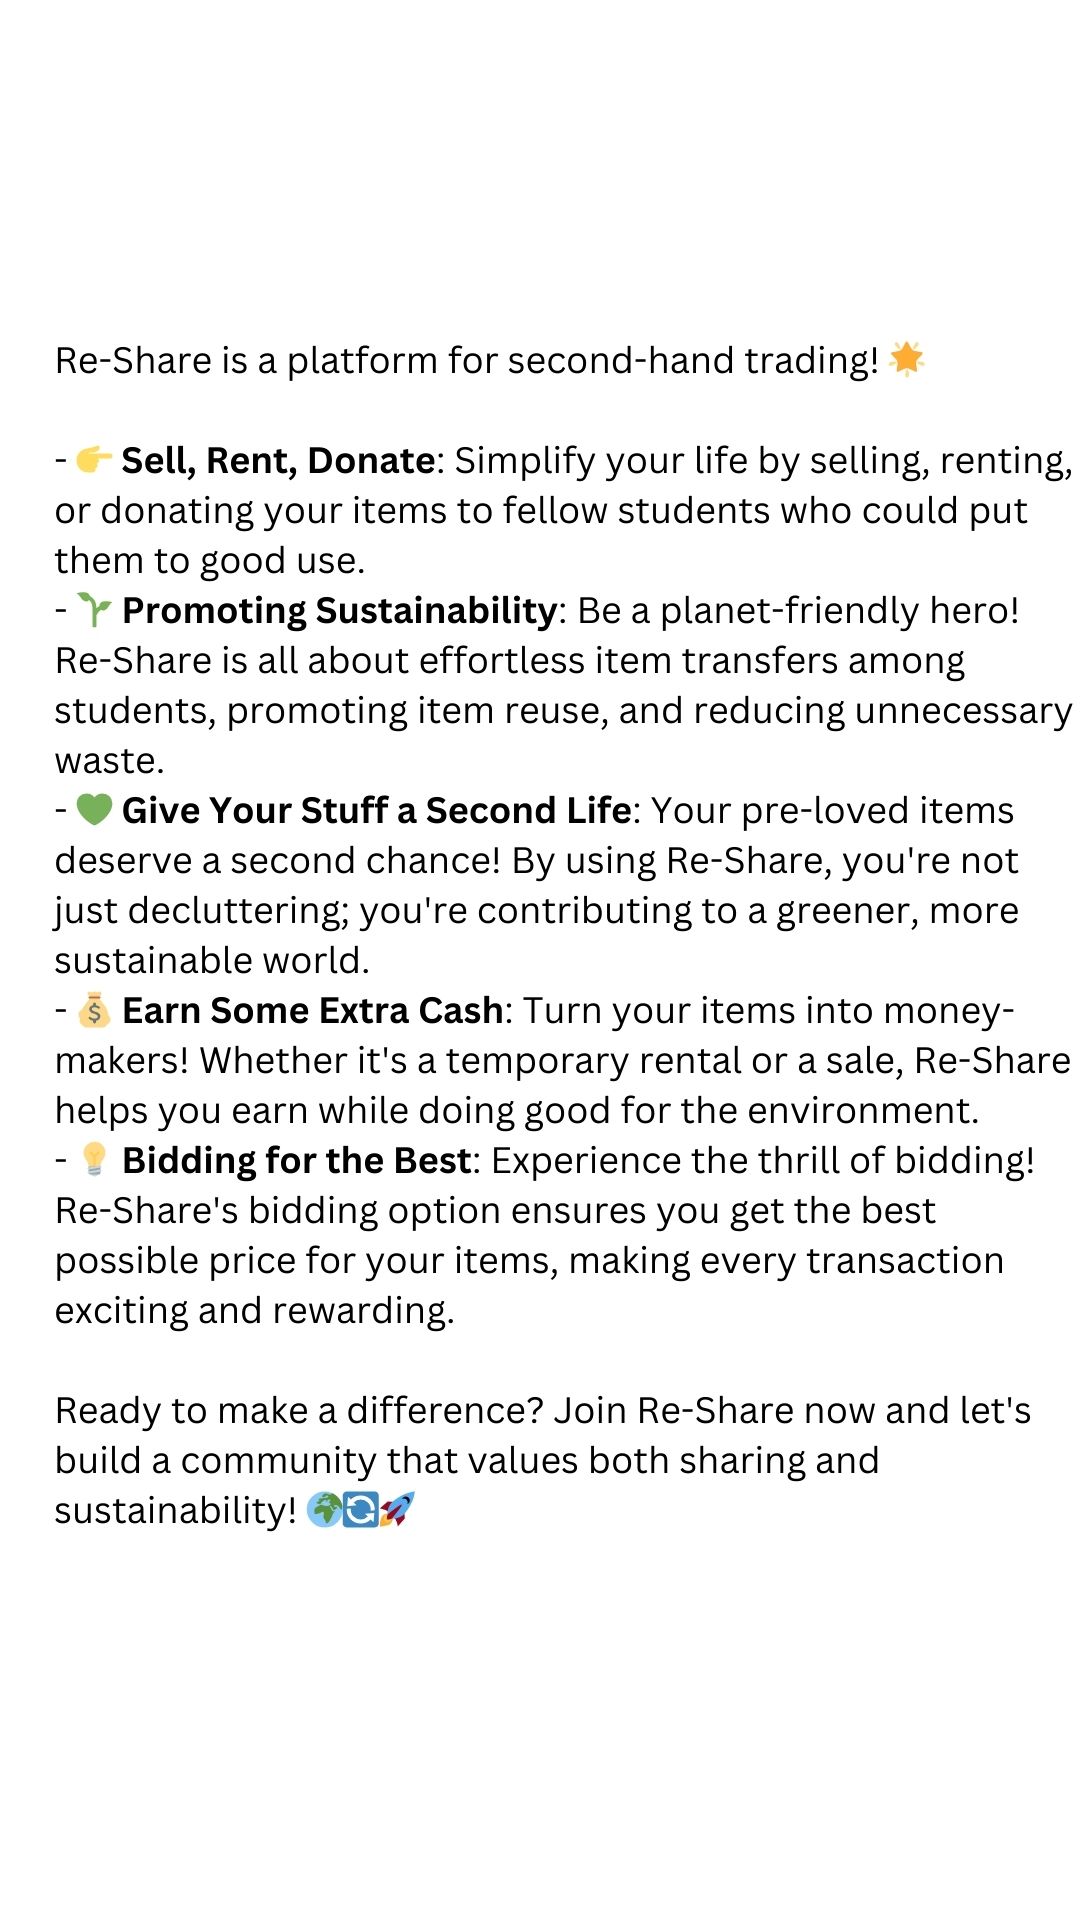 Re-Share is a platform for second-hand trading! 🌟
- 👉 Sell, Rent, Donate: Simplify your life by selling, renting,
or donating your items to fellow students who could put
them to good use.
- 🌱 Promoting Sustainability: Be a planet-friendly hero!
Re-Share is all about effortless item transfers among
students, promoting item reuse, and reducing unnecessary
waste.
- 💚 Give Your Stuff a Second Life: Your pre-loved items
deserve a second chance! By using Re-Share, you're not
just decluttering; you're contributing to a greener, more
sustainable world.
- 💰 Earn Some Extra Cash: Turn your items into money-
makers! Whether it's a temporary rental or a sale, Re-Share
helps you earn while doing good for the environment.
- 💡 Bidding for the Best: Experience the thrill of bidding!
Re-Share's bidding option ensures you get the best
possible price for your items, making every transaction
exciting and rewarding.
Ready to make a difference? Join Re-Share now and let's
build a community that values both sharing and
sustainability! 🌍🔄🚀